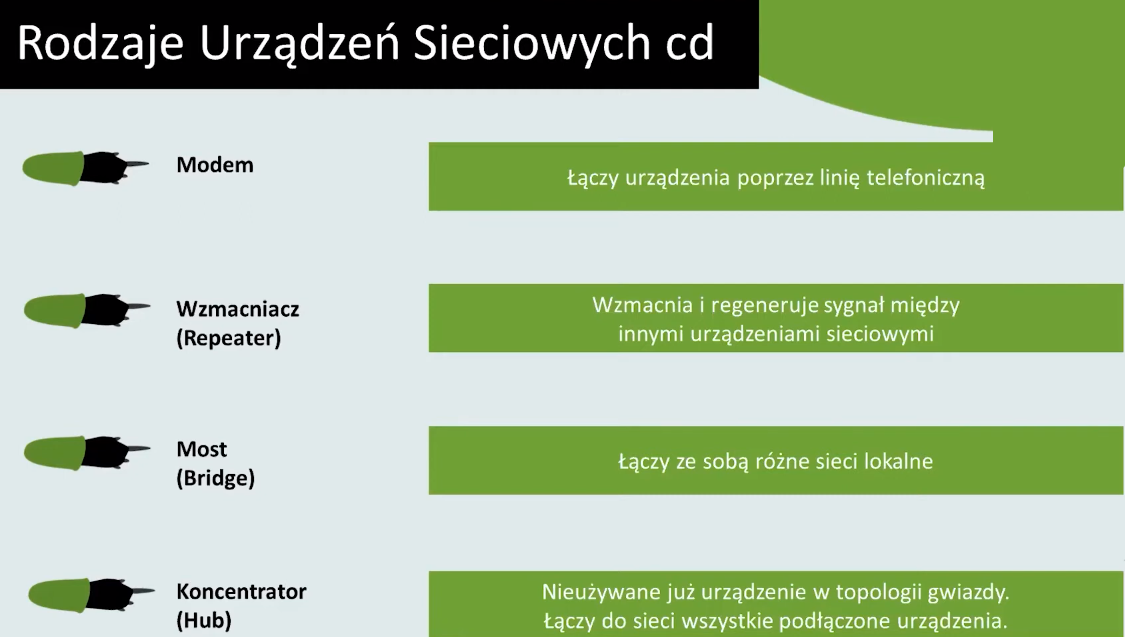 Rodzaje Urządzeń Sieciowych cd
Modem
Łączy urządzenia poprzez linię telefoniczną
Wzmacniacz
(Repeater)
Wzmacnia i regeneruje sygnał między
innymi urządzeniami sieciowymi
Most
(Bridge)
Łączy ze sobą różne sieci lokalne
Koncentrator
(Hub)
Nieużywane już urządzenie w topologii gwiazdy.
Łączy do sieci wszystkie podłączone urządzenia.